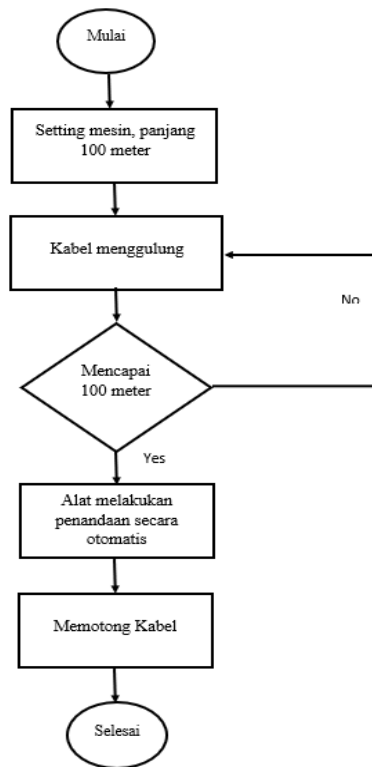 Mulai
Setting mesin, panjang
100 meter
Kabel menggulung
No
Mencapai
100 meter
Yes
Alat melakukan
penandaan secara
otomatis
Memotong Kabel
Selesai